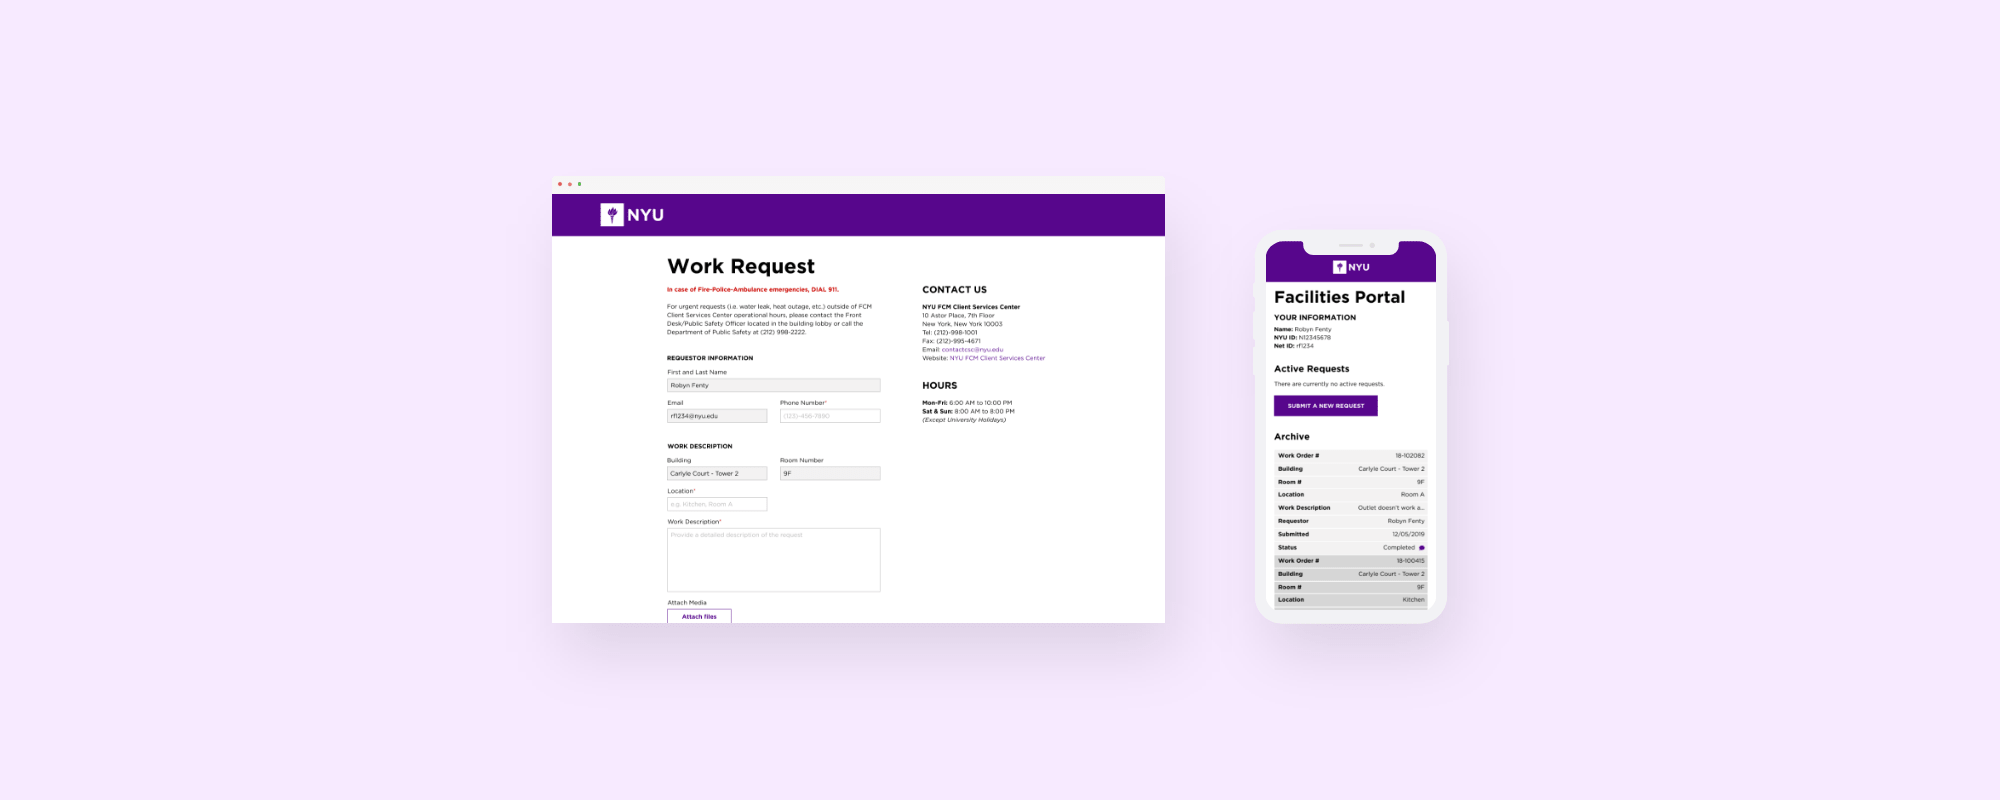 NYU
Work Request
In case of Fire-Police-Ambulance emergencies, DIAL 911.
For urgent requests (i.e. water leak, heat outage, etc.) outside of FCM
Client Services Center operational hours, please contact the Front
Desk/Public Safety Officer located in the building lobby or call the
Department of Public Safety at (212) 998-2222.
REQUESTOR INFORMATION
First and Last Name
Robyn Fenty
Email
Phone Number*
rf1234@nyu.edu
(123)-456-7890
WORK DESCRIPTION
Building
Room Number
Carlyle Court - Tower 2
9F
Location*
e.g. Kitchen, Room A
Work Description*
Provide a detailed description of the request
Attach Media
Attach files
CONTACT US
NYU FCM Client Services Center
10 Astor Place, 7th Floor
New York, New York 10003
Tel: (212)-998-1001
Fax: (212)-995-4671
Email: contactcsc@nyu.edu
Website: NYU FCM Client Services Center
HOURS
Mon-Fri: 6:00 AM to 10:00 PM
Sat & Sun: 8:00 AM to 8:00 PM
(Except University Holidays)
NYU
Facilities Portal
YOUR INFORMATION
Name: Robyn Fenty
NYU ID: N12345678
Net ID: rf1234
Active Requests
There are currently no active requests.
SUBMIT A NEW REQUEST
Archive
Work Order # 18-102082
Building Carlyle Court - Tower 2
Room # 9F
Location Room A
Work Description Outlet doesn't work a...
Requestor Robyn Fenty
Submitted 12/05/2019
Status Completed
Work Order # 18-100415
Building Carlyle Court - Tower 2
Room # 9F
Location Kitchen